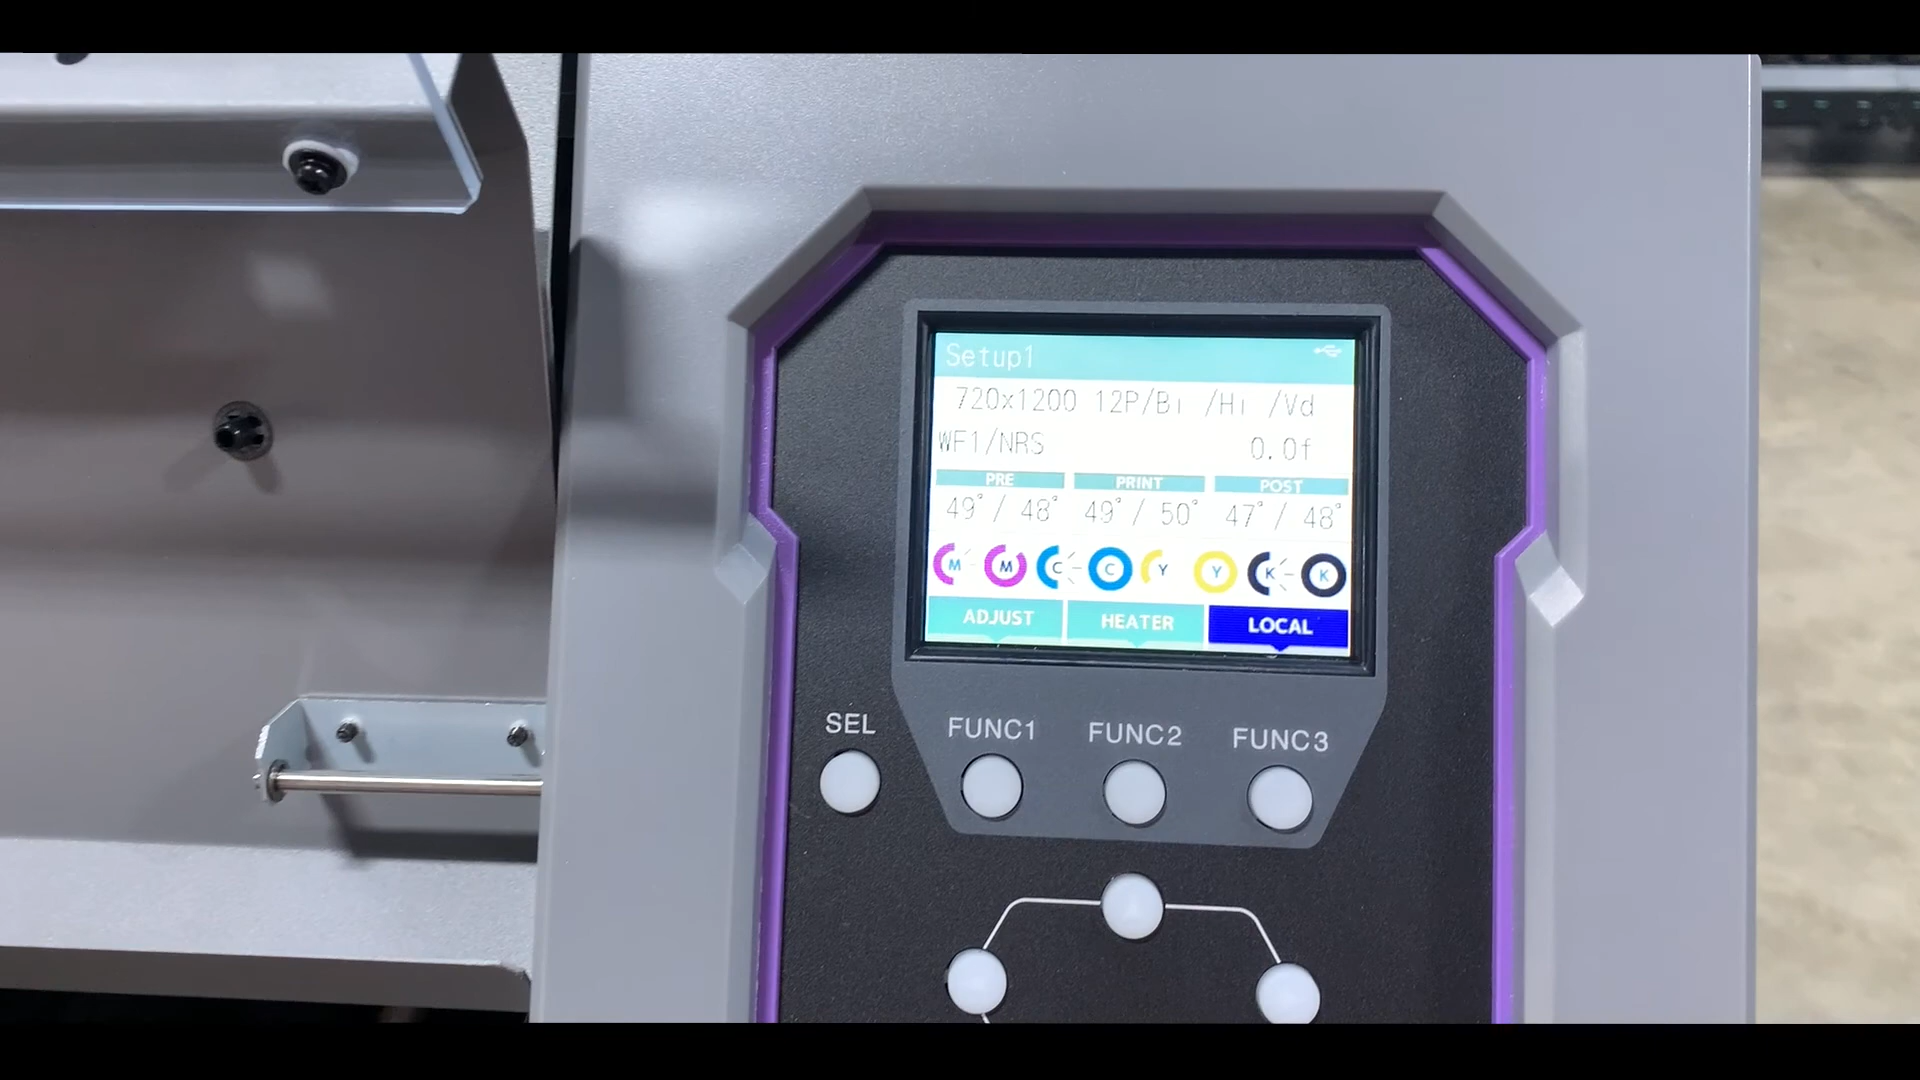 Setup1
720x1200 12P/Bi /Hi /Vd
WF1/NRS 0.0f
PRE PRINT POST
49°/ 48° 49°/ 50° 47°/ 48°
M M C C Y Y K K
ADJUST HEATER LOCAL
SEL FUNC1 FUNC2 FUNC3